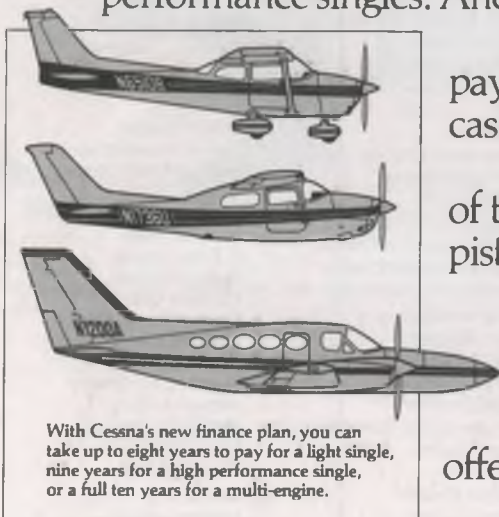 performance singles. And
pay
cas
of t
pist
N1200A
With Cessna's new finance plan, you can
take up to eight years to pay for a light single,
nine years for a high performance single,
or a full ten years for a multi-engine.
offe